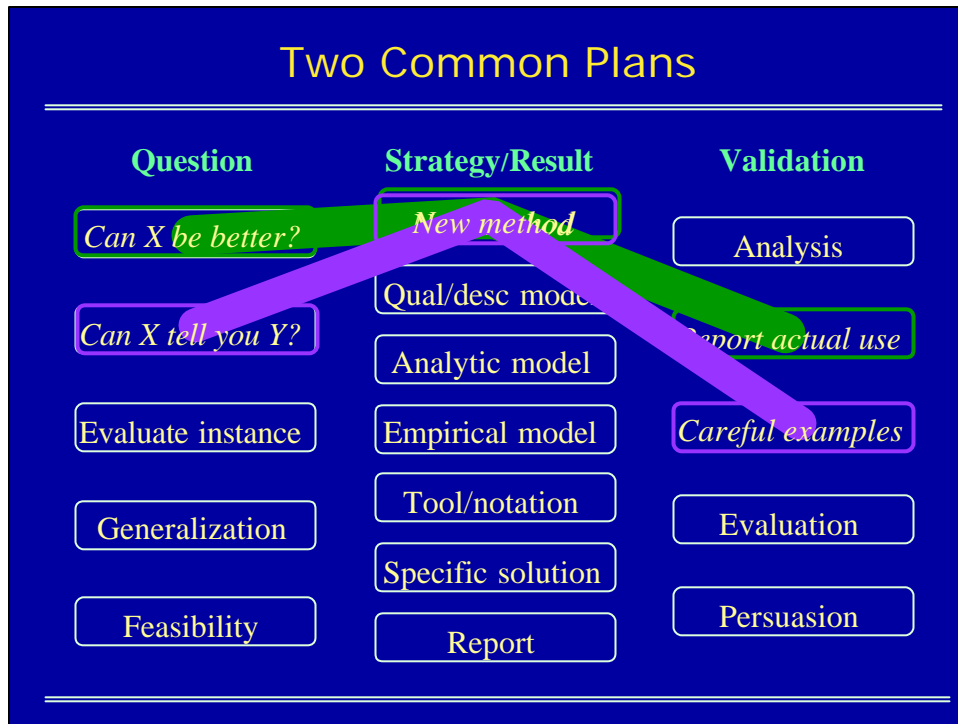 Two Common Plans
Question
Strategy/Result
Validation
Can X be better?
Can X tell you Y?
Evaluate instance
Generalization
Feasibility
New method
Qual/desc model
Analytic model
Empirical model
Tool/notation
Specific solution
Report
Analysis
Report actual use
Careful examples
Evaluation
Persuasion